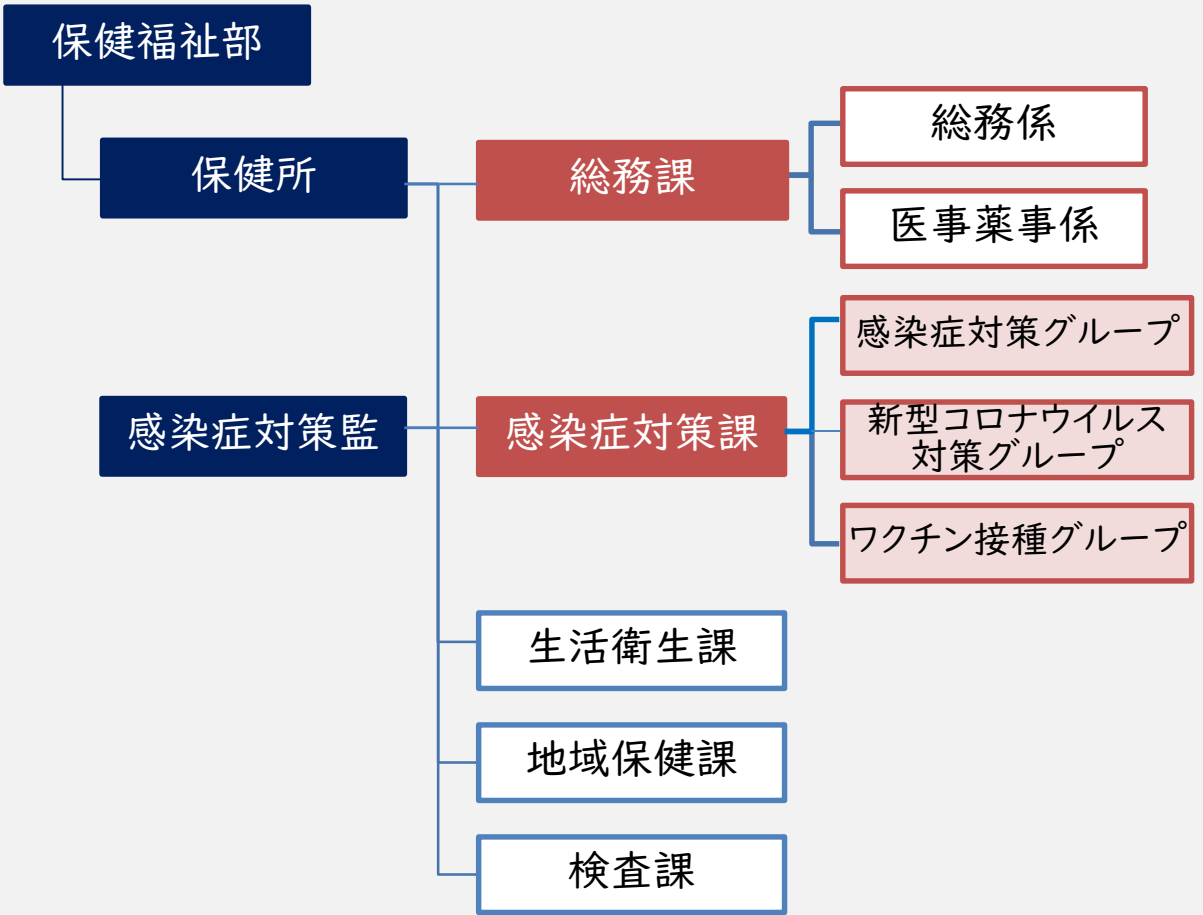 保健福祉部
保健所
総務課
総務係
医事薬事係
感染症対策監
感染症対策課
感染症対策グループ
新型コロナウイルス
対策グループ
ワクチン接種グループ
生活衛生課
地域保健課
検査課